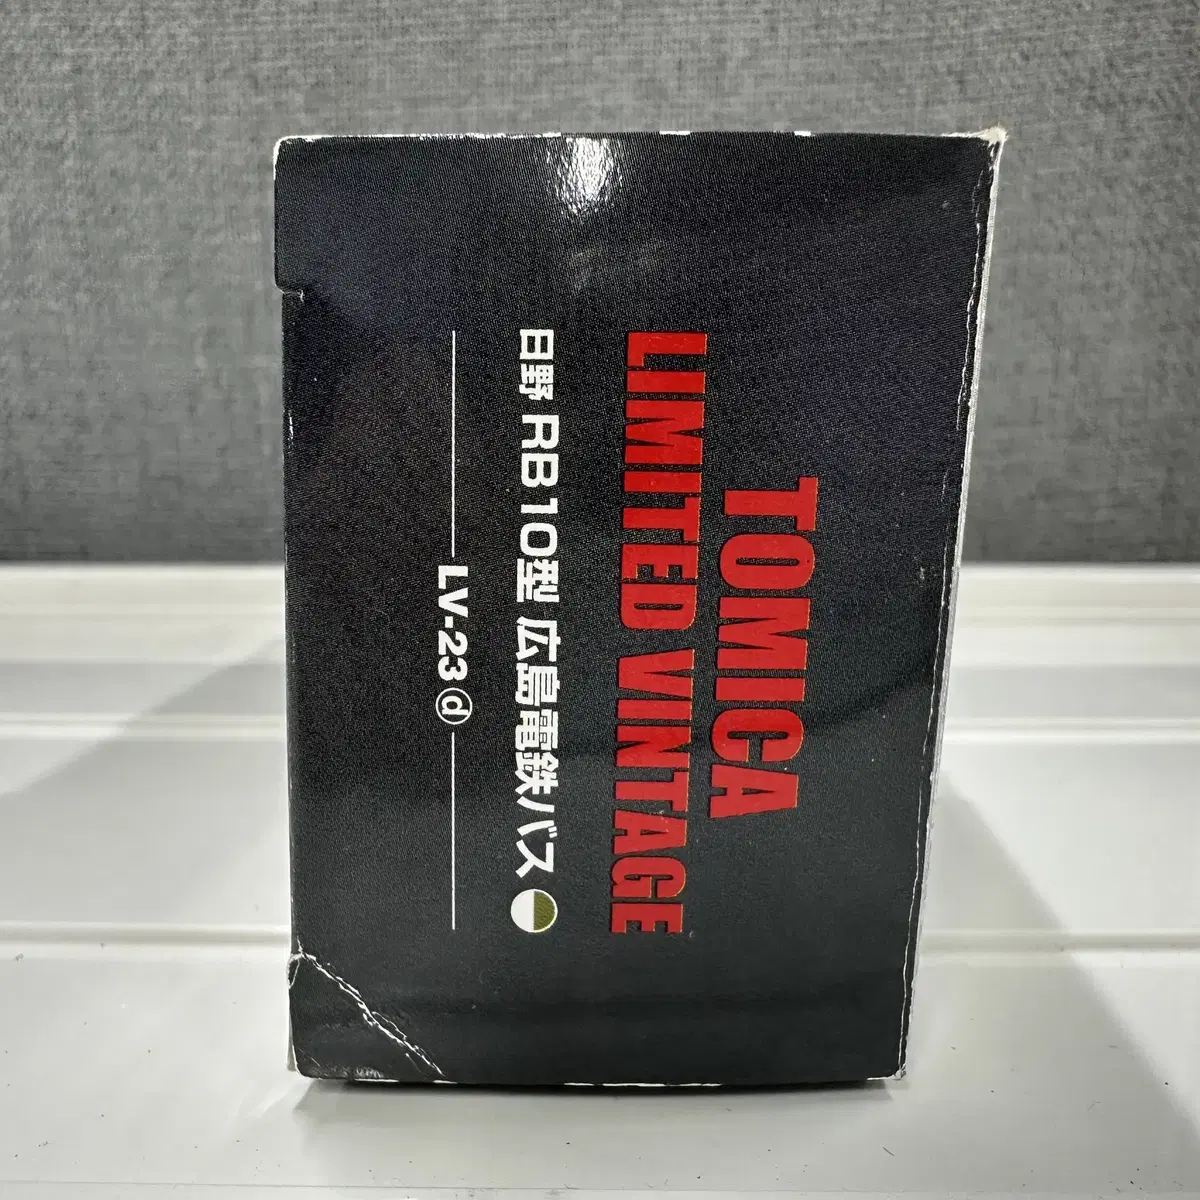 TOMICA
LIMITED VINTAGE
日野 RB10型 広島電鉄バス
LV-23 ⓓ